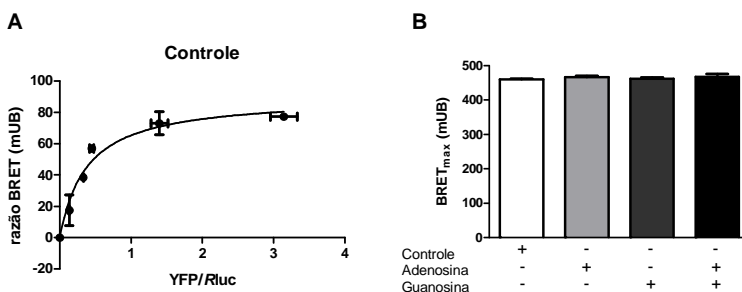 A
Controle
razão BRET (mUB)
100
80
60
40
20
0
-20
1
2
3
4
YFP/Rluc
B
BRETmax (mUB)
500
400
300
200
100
0
Controle + - - -
Adenosina - + - +
Guanosina - - + +